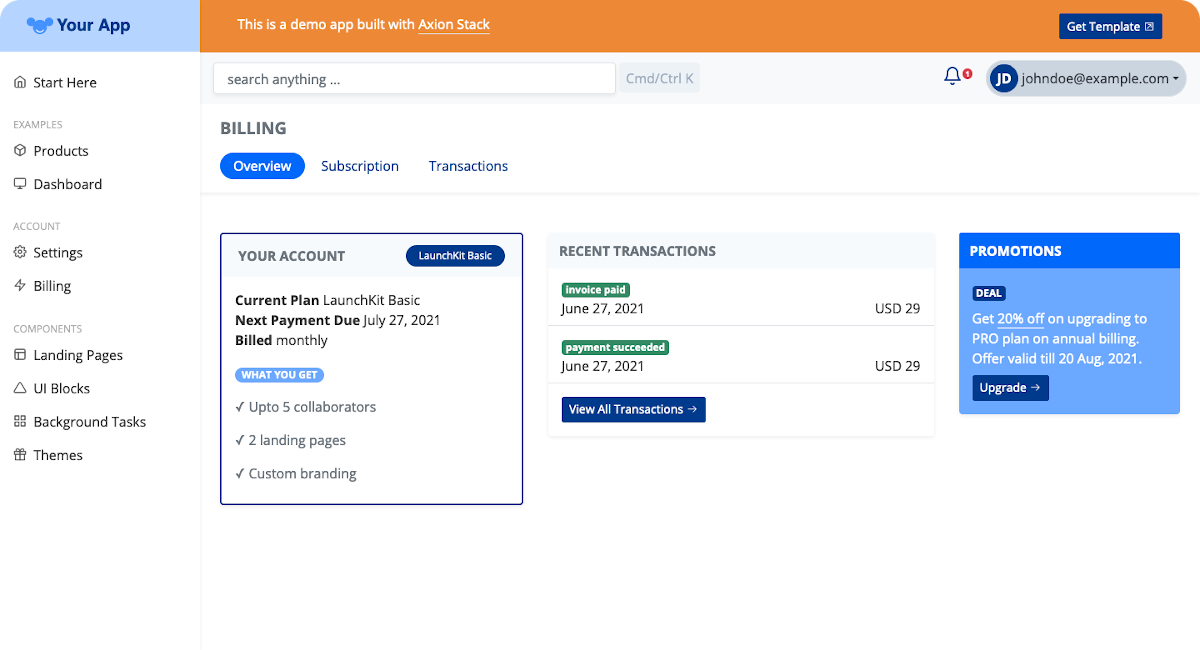 Your App
This is a demo app built with Axion Stack
Get Template
Start Here
EXAMPLES
Products
Dashboard
ACCOUNT
Settings
Billing
COMPONENTS
Landing Pages
UI Blocks
Background Tasks
Themes
search anything ...
Cmd/Ctrl K
1
JD
johndoe@example.com
BILLING
Overview
Subscription
Transactions
YOUR ACCOUNT
LaunchKit Basic
Current Plan LaunchKit Basic
Next Payment Due July 27, 2021
Billed monthly
WHAT YOU GET
✓ Upto 5 collaborators
✓ 2 landing pages
✓ Custom branding
RECENT TRANSACTIONS
invoice paid
June 27, 2021 USD 29
payment succeeded
June 27, 2021 USD 29
View All Transactions →
PROMOTIONS
DEAL
Get 20% off on upgrading to
PRO plan on annual billing.
Offer valid till 20 Aug, 2021.
Upgrade →